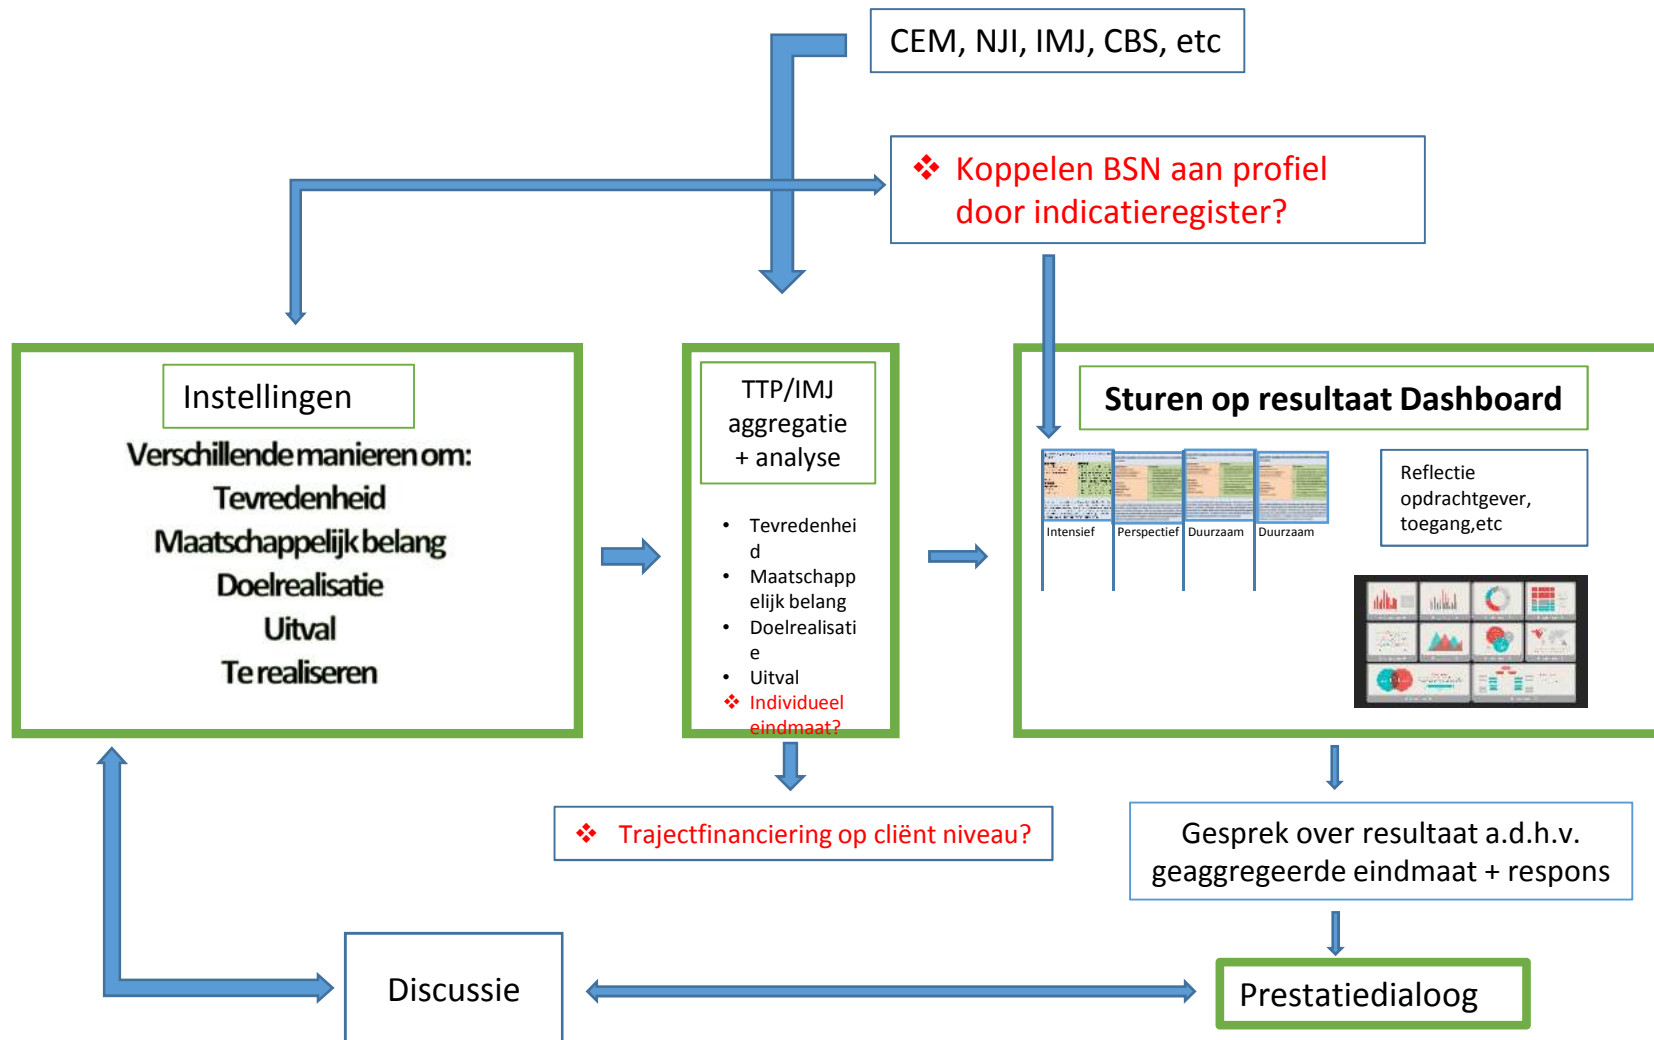 CEM, NJI, IMJ, CBS, etc
❖ Koppelen BSN aan profiel
door indicatieregister?
Instellingen
Verschillende manieren om:
Tevredenheid
Maatschappelijk belang
Doelrealisatie
Uitval
Te realiseren
TTP/IMJ
aggregatie
+ analyse
• Tevredenhei
d
• Maatschapp
elijk belang
• Doelrealisati
e
• Uitval
❖ Individueel
eindmaat?
Sturen op resultaat Dashboard
Intensief
Perspectief
Duurzaam
Duurzaam
Reflectie
opdrachtgever,
toegang,etc
❖ Trajectfinanciering op cliënt niveau?
Gesprek over resultaat a.d.h.v.
geaggregeerde eindmaat + respons
Discussie
Prestatiedialoog